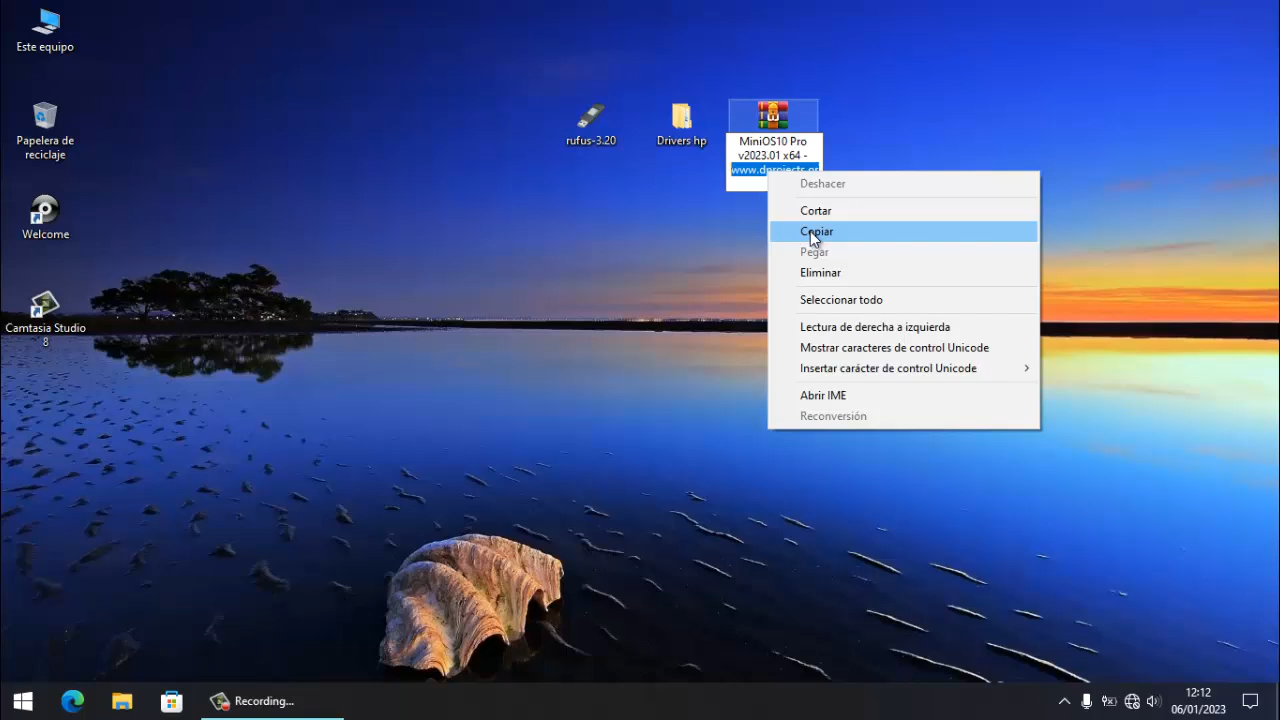 Este equipo
Papelera de
reciclaje
Welcome
Camtasia Studio
8
rufus-3.20
Drivers hp
MiniOS10 Pro
v2023.01 x64 -
Deshacer
Cortar
Copiar
Pegar
Eliminar
Seleccionar todo
Lectura de derecha a izquierda
Mostrar caracteres de control Unicode
Insertar carácter de control Unicode
Abrir IME
Reconversión
Recording...
12:12
06/01/2023